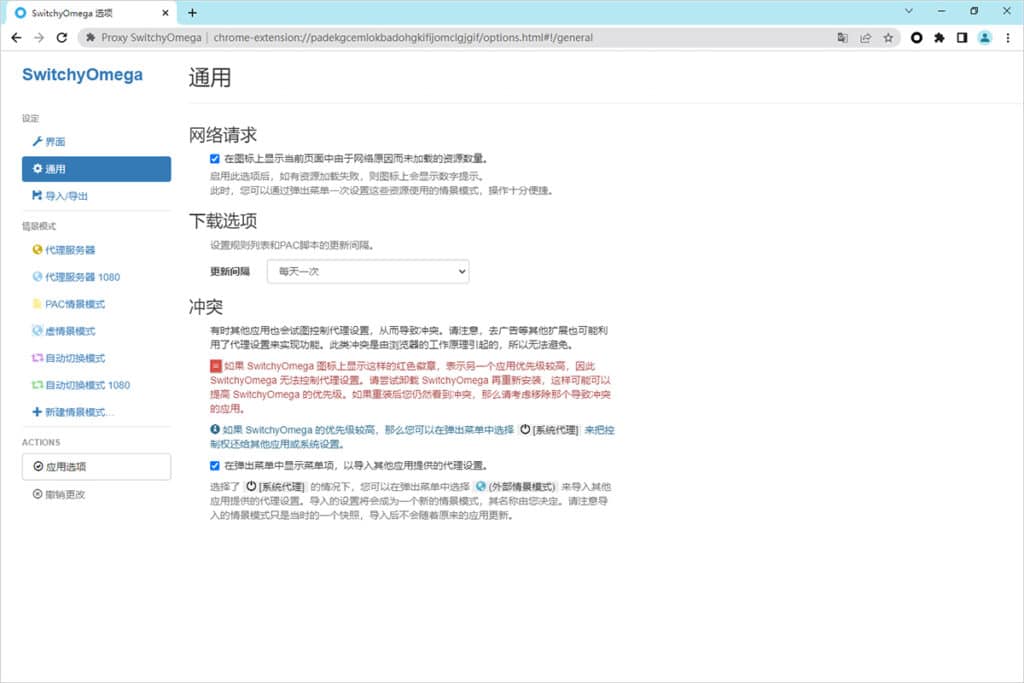 SwitchyOmega 选项
Proxy SwitchyOmega | chrome-extension://padekgcemlokbadohgkifijomclgjgif/options.html#!/general
SwitchyOmega
设定
界面
通用
导入/导出
情景模式
代理服务器
代理服务器 1080
PAC情景模式
虚情景模式
自动切换模式
自动切换模式 1080
新建情景模式...
ACTIONS
应用选项
撤销更改
通用
网络请求
在图标上显示当前页面中由于网络原因而未加载的资源数量。
启用此选项后，如有资源加载失败，则图标上会显示数字提示。
此时，您可以通过弹出菜单一次设置这些资源使用的情景模式，操作十分便捷。
下载选项
设置规则列表和PAC脚本的更新间隔。
更新间隔
每天一次
冲突
有时其他应用也会试图控制代理设置，从而导致冲突。请注意，去广告等其他扩展也可能利
用了代理设置来实现功能。此类冲突是由浏览器的工作原理引起的，所以无法避免。
= 如果 SwitchyOmega 图标上显示这样的红色徽章，表示另一个应用优先级较高，因此
SwitchyOmega 无法控制代理设置。请尝试卸载 SwitchyOmega 再重新安装，这样可能可以
提高 SwitchyOmega 的优先级。如果重装后您仍然看到冲突，那么请考虑移除那个导致冲突
的应用。
如果 SwitchyOmega 的优先级较高，那么您可以在弹出菜单中选择 [系统代理] 来把控
制权还给其他应用或系统设置。
在弹出菜单中显示菜单项，以导入其他应用提供的代理设置。
选择了 [系统代理] 的情况下，您可以在弹出菜单中选择 (外部情景模式) 来导入其他
应用提供的代理设置。导入的设置将会成为一个新的情景模式，其名称由您决定。请注意导
入的情景模式只是当时的一个快照，导入后不会随着原来的应用更新。